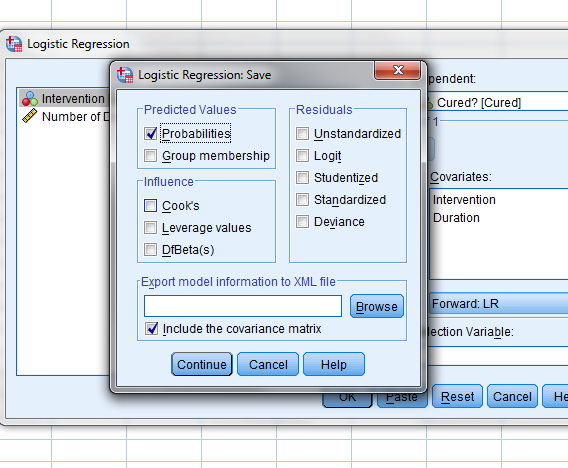 Logistic Regression
Logistic Regression: Save
Intervention
Number of D
Predicted Values
Probabilities
Group membership
Influence
Cook's
Leverage values
DfBeta(s)
Residuals
Unstandardized
Logit
Studentized
Standardized
Deviance
Export model information to XML file
Browse
Include the covariance matrix
Continue
Cancel
Help
pendent:
Cured? [Cured]
f 1
Covariates:
Intervention
Duration
Forward: LR
lection Variable:
OK
Paste
Reset
Cancel
He